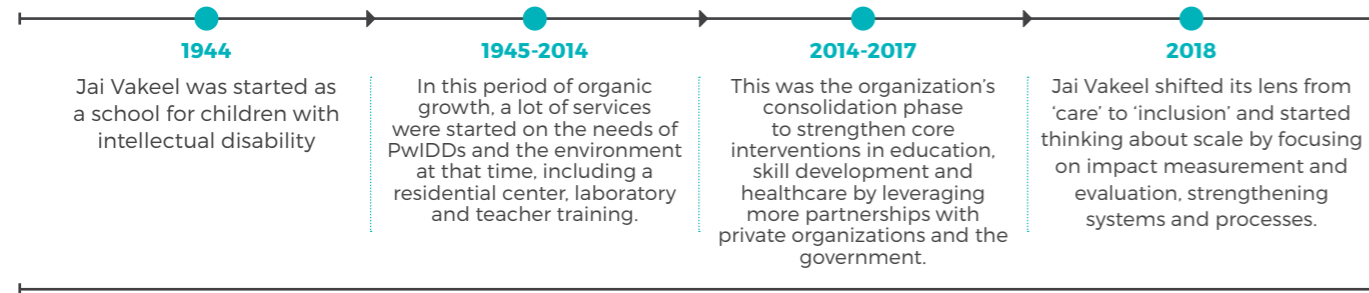 1944
Jai Vakeel was started as
a school for children with
intellectual disability
1945-2014
In this period of organic
growth, a lot of services
were started on the needs of
PwIDDs and the environment
at that time, including a
residential center, laboratory
and teacher training.
2014-2017
This was the organization’s
consolidation phase
to strengthen core
interventions in education,
skill development and
healthcare by leveraging
more partnerships with
private organizations and the
government.
2018
Jai Vakeel shifted its lens from
‘care’ to ‘inclusion’ and started
thinking about scale by focusing
on impact measurement and
evaluation, strengthening
systems and processes.